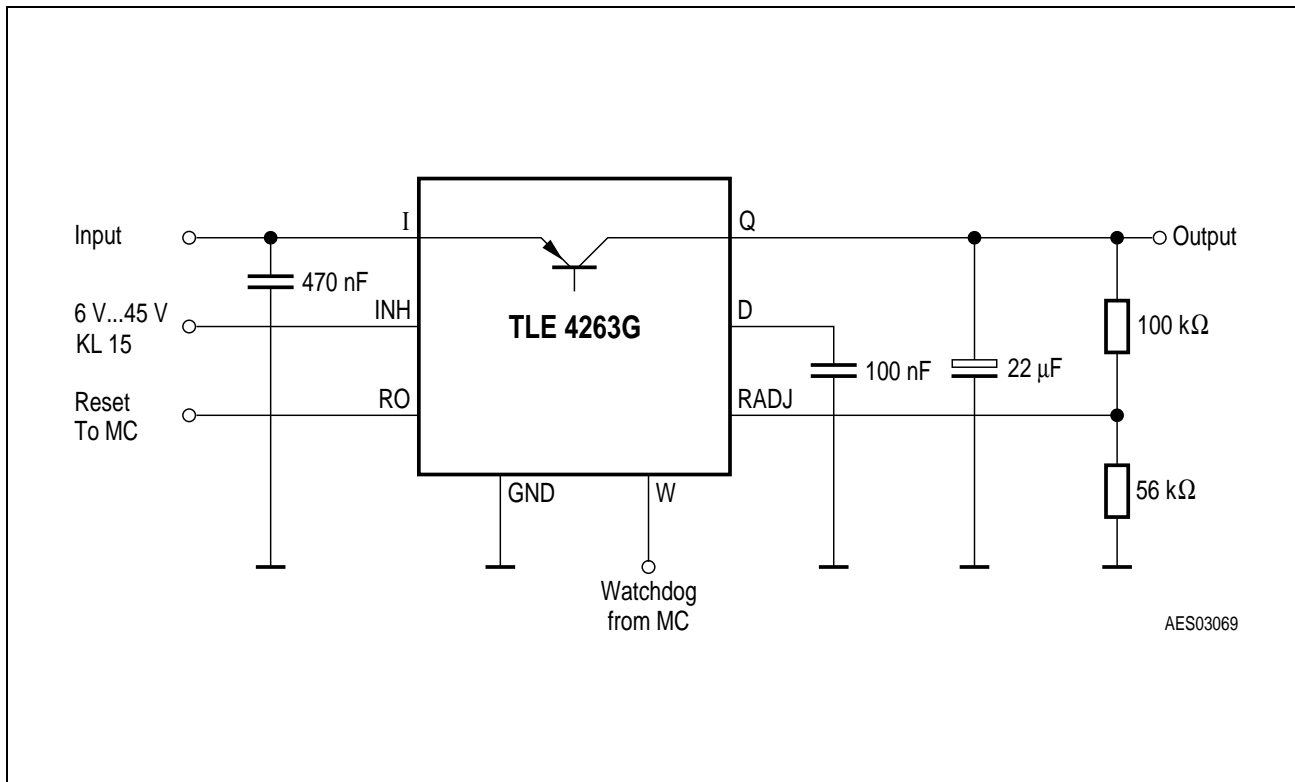 Input
I
Q
Output
470 nF
6 V...45 V
KL 15
INH
TLE 4263G
D
100 kΩ
100 nF
22 µF
Reset
To MC
RO
RADJ
GND
W
56 kΩ
Watchdog
from MC
AES03069